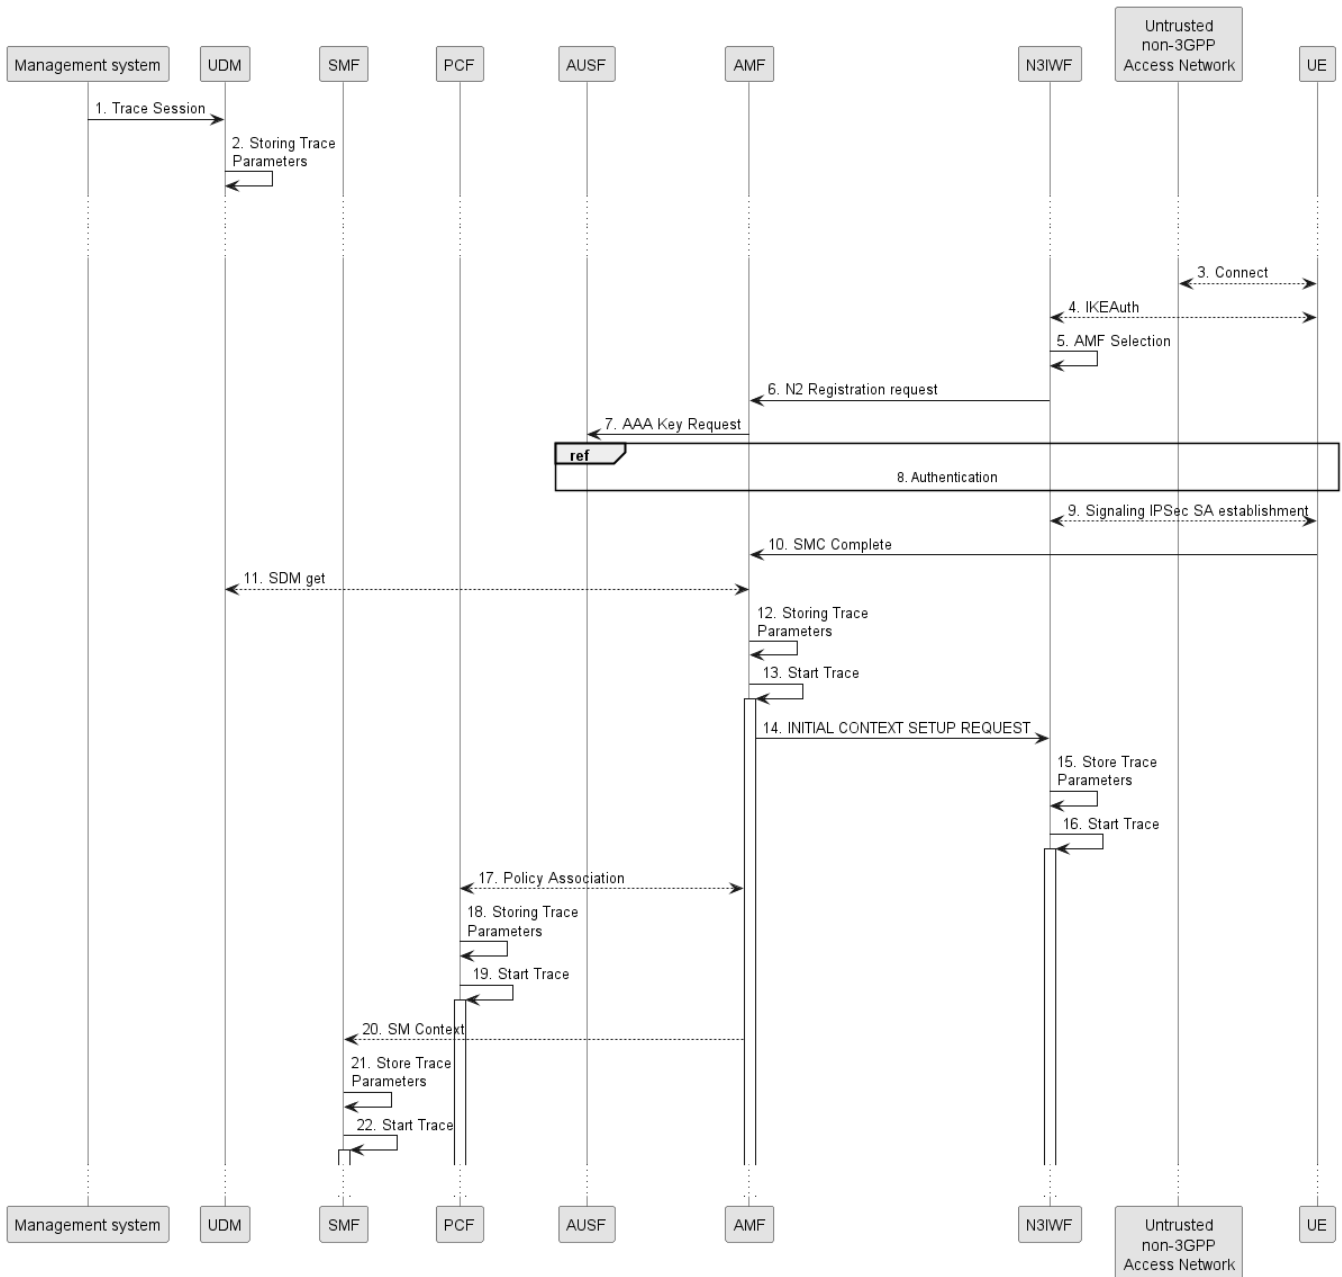 Untrusted
non-3GPP
Access Network
Management system
UDM
SMF
PCF
AUSF
AMF
N3IWF
UE
1. Trace Session
2. Storing Trace
Parameters
3. Connect
4. IKEAuth
5. AMF Selection
6. N2 Registration request
7. AAA Key Request
ref
8. Authentication
9. Signaling IPSec SA establishment
10. SMC Complete
11. SDM get
12. Storing Trace
Parameters
13. Start Trace
14. INITIAL CONTEXT SETUP REQUEST
15. Store Trace
Parameters
16. Start Trace
17. Policy Association
18. Storing Trace
Parameters
19. Start Trace
20. SM Context
21. Store Trace
Parameters
22. Start Trace
Management system
UDM
SMF
PCF
AUSF
AMF
N3IWF
Untrusted
non-3GPP
Access Network
UE